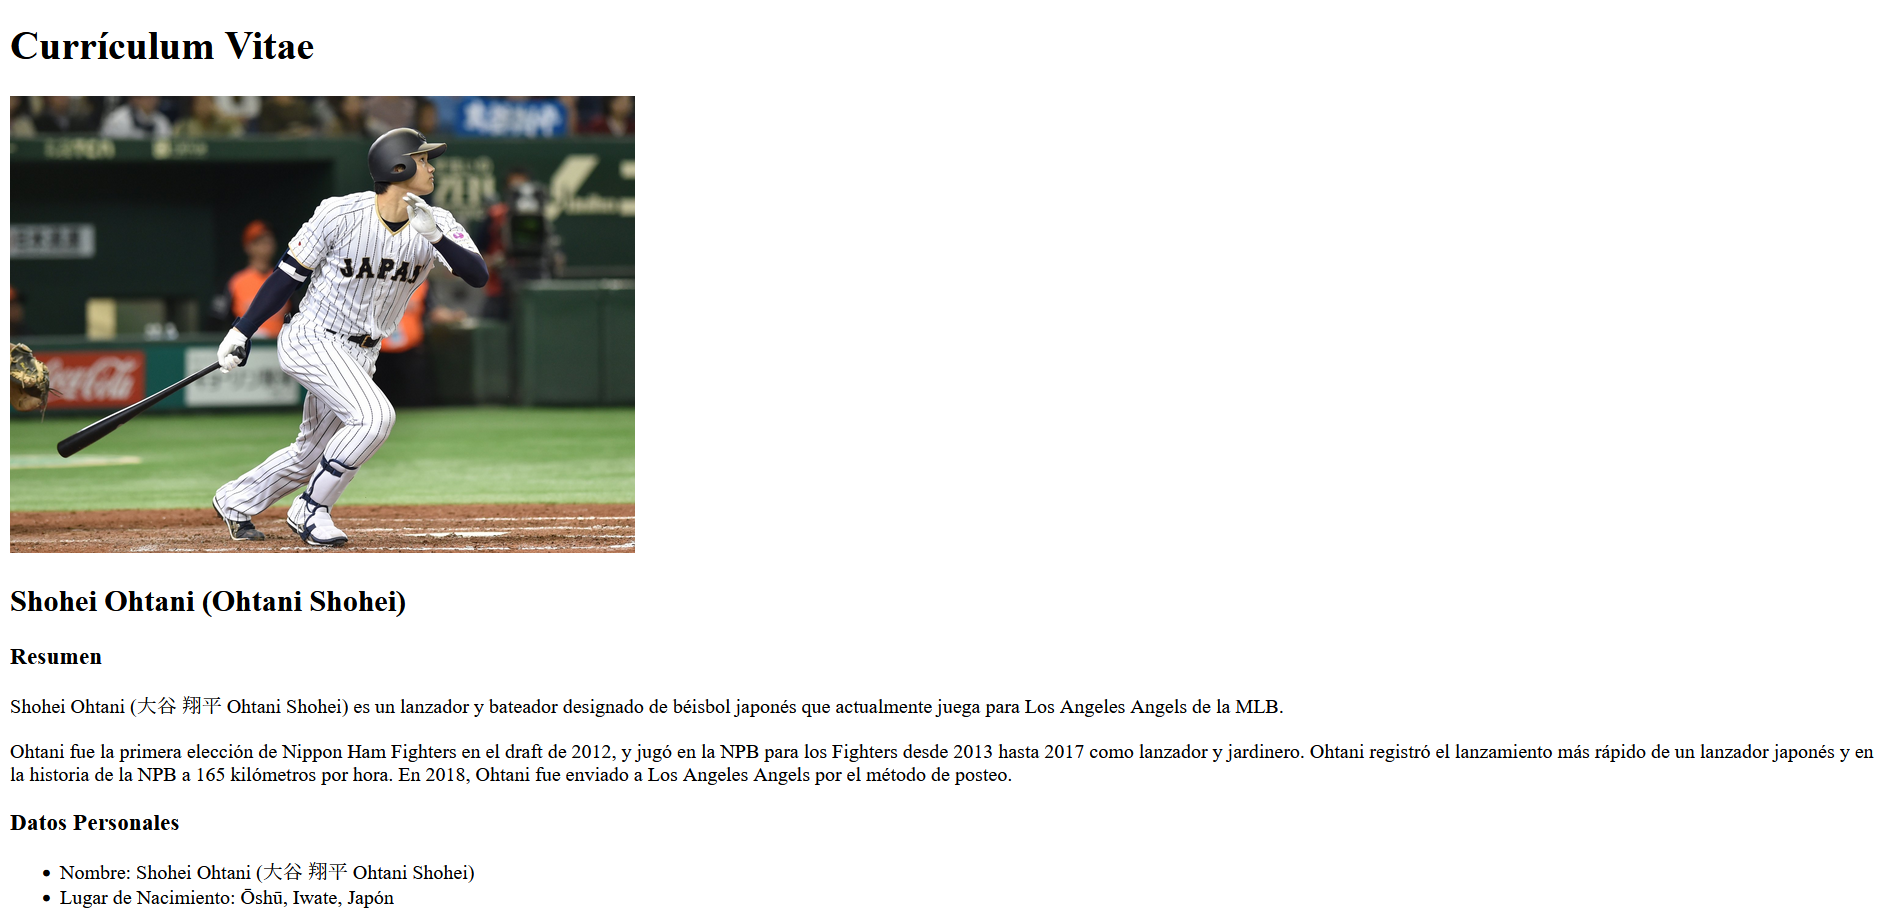 Currículum Vitae
JAPAN
Coca-Cola
Shohei Ohtani (Ohtani Shohei)
Resumen
Shohei Ohtani (大谷 翔平 Ohtani Shohei) es un lanzador y bateador designado de béisbol japonés que actualmente juega para Los Angeles Angels de la MLB.
Ohtani fue la primera elección de Nippon Ham Fighters en el draft de 2012, y jugó en la NPB para los Fighters desde 2013 hasta 2017 como lanzador y jardinero. Ohtani registró el lanzamiento más rápido de un lanzador japonés y en
la historia de la NPB a 165 kilómetros por hora. En 2018, Ohtani fue enviado a Los Angeles Angels por el método de posteo.
Datos Personales
Nombre: Shohei Ohtani (大谷 翔平 Ohtani Shohei)
Lugar de Nacimiento: Ōshū, Iwate, Japón